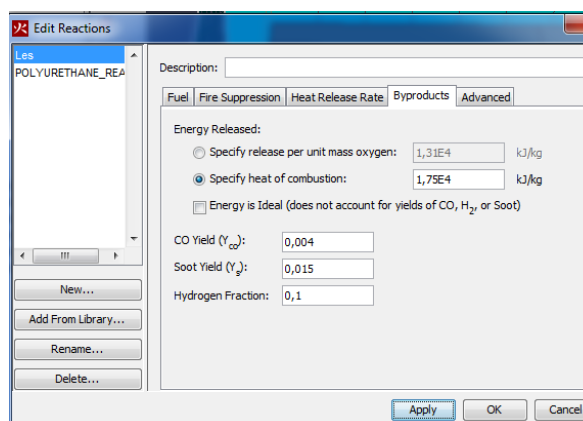 火 Edit Reactions
Les
POLYURETHANE_REA
New...
Add From Library...
Rename...
Delete...
Description:
Fuel Fire Suppression Heat Release Rate Byproducts Advanced
Energy Released:
Specify release per unit mass oxygen: 1,31E4 kJ/kg
Specify heat of combustion: 1,75E4 kJ/kg
Energy is Ideal (does not account for yields of CO, H₂, or Soot)
CO Yield (Y_co): 0,004
Soot Yield (Y_s): 0,015
Hydrogen Fraction: 0,1
Apply OK Cancel